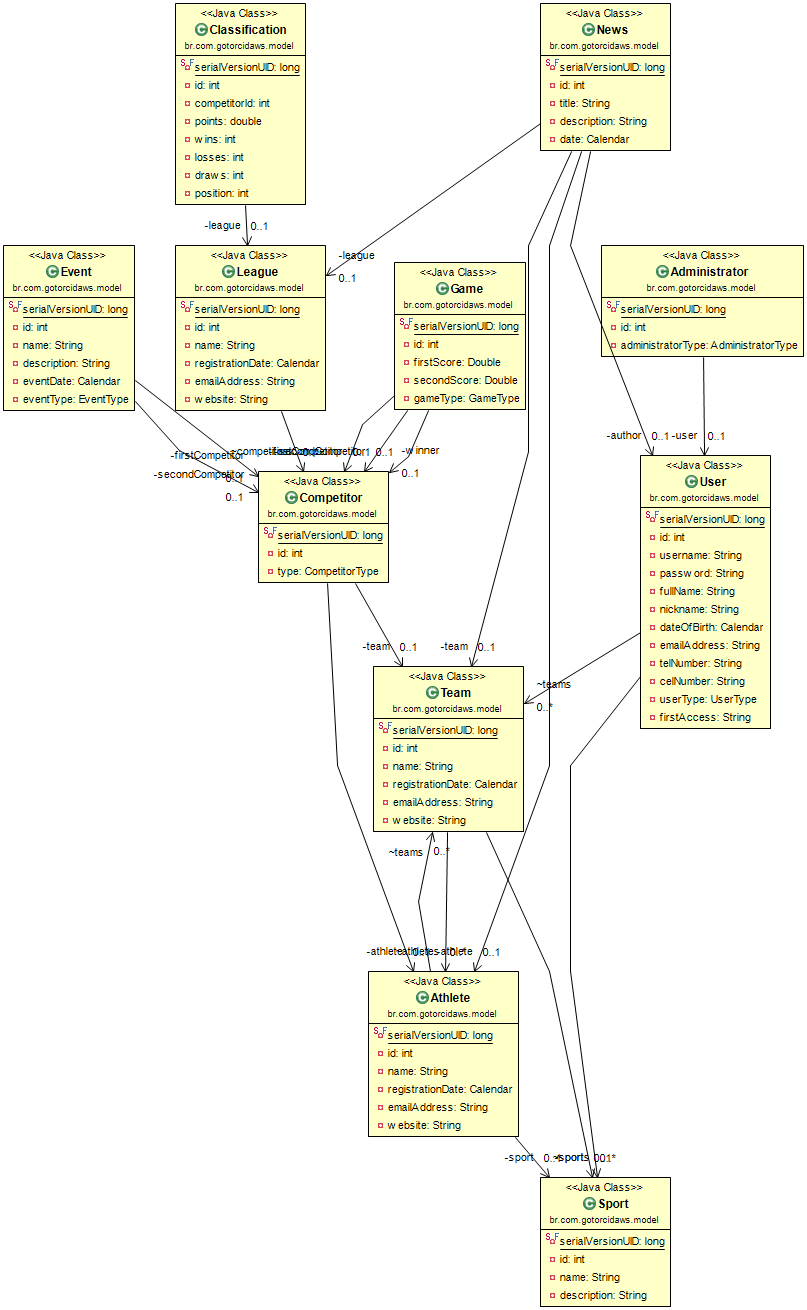 <<Java Class>>
Classification
br.com.gotorcidaws.model
serialVersionUID: long
id: int
competitorId: int
points: double
wins: int
losses: int
draws: int
position: int
<<Java Class>>
News
br.com.gotorcidaws.model
serialVersionUID: long
id: int
title: String
description: String
date: Calendar
-league 0..1
-league
0..1
<<Java Class>>
Event
br.com.gotorcidaws.model
serialVersionUID: long
id: int
name: String
description: String
eventDate: Calendar
eventType: EventType
<<Java Class>>
League
br.com.gotorcidaws.model
serialVersionUID: long
id: int
name: String
registrationDate: Calendar
emailAddress: String
website: String
<<Java Class>>
Game
br.com.gotorcidaws.model
serialVersionUID: long
id: int
firstScore: Double
secondScore: Double
gameType: GameType
<<Java Class>>
Administrator
br.com.gotorcidaws.model
serialVersionUID: long
id: int
administratorType: AdministratorType
-author 0..1
-user 0..1
-firstCompetitor
0..1
-secondCompetitor
0..1
0..1
-winner
0..1
<<Java Class>>
Competitor
br.com.gotorcidaws.model
serialVersionUID: long
id: int
type: CompetitorType
<<Java Class>>
User
br.com.gotorcidaws.model
serialVersionUID: long
id: int
username: String
password: String
fullName: String
nickname: String
dateOfBirth: Calendar
emailAddress: String
telNumber: String
celNumber: String
userType: UserType
firstAccess: String
-team 0..1
-team 0..1
~teams
0..*
<<Java Class>>
Team
br.com.gotorcidaws.model
serialVersionUID: long
id: int
name: String
registrationDate: Calendar
emailAddress: String
website: String
~teams 0..*
-athlete
~athletes
-athlete 0..1
<<Java Class>>
Athlete
br.com.gotorcidaws.model
serialVersionUID: long
id: int
name: String
registrationDate: Calendar
emailAddress: String
website: String
-sport
~sports
<<Java Class>>
Sport
br.com.gotorcidaws.model
serialVersionUID: long
id: int
name: String
description: String